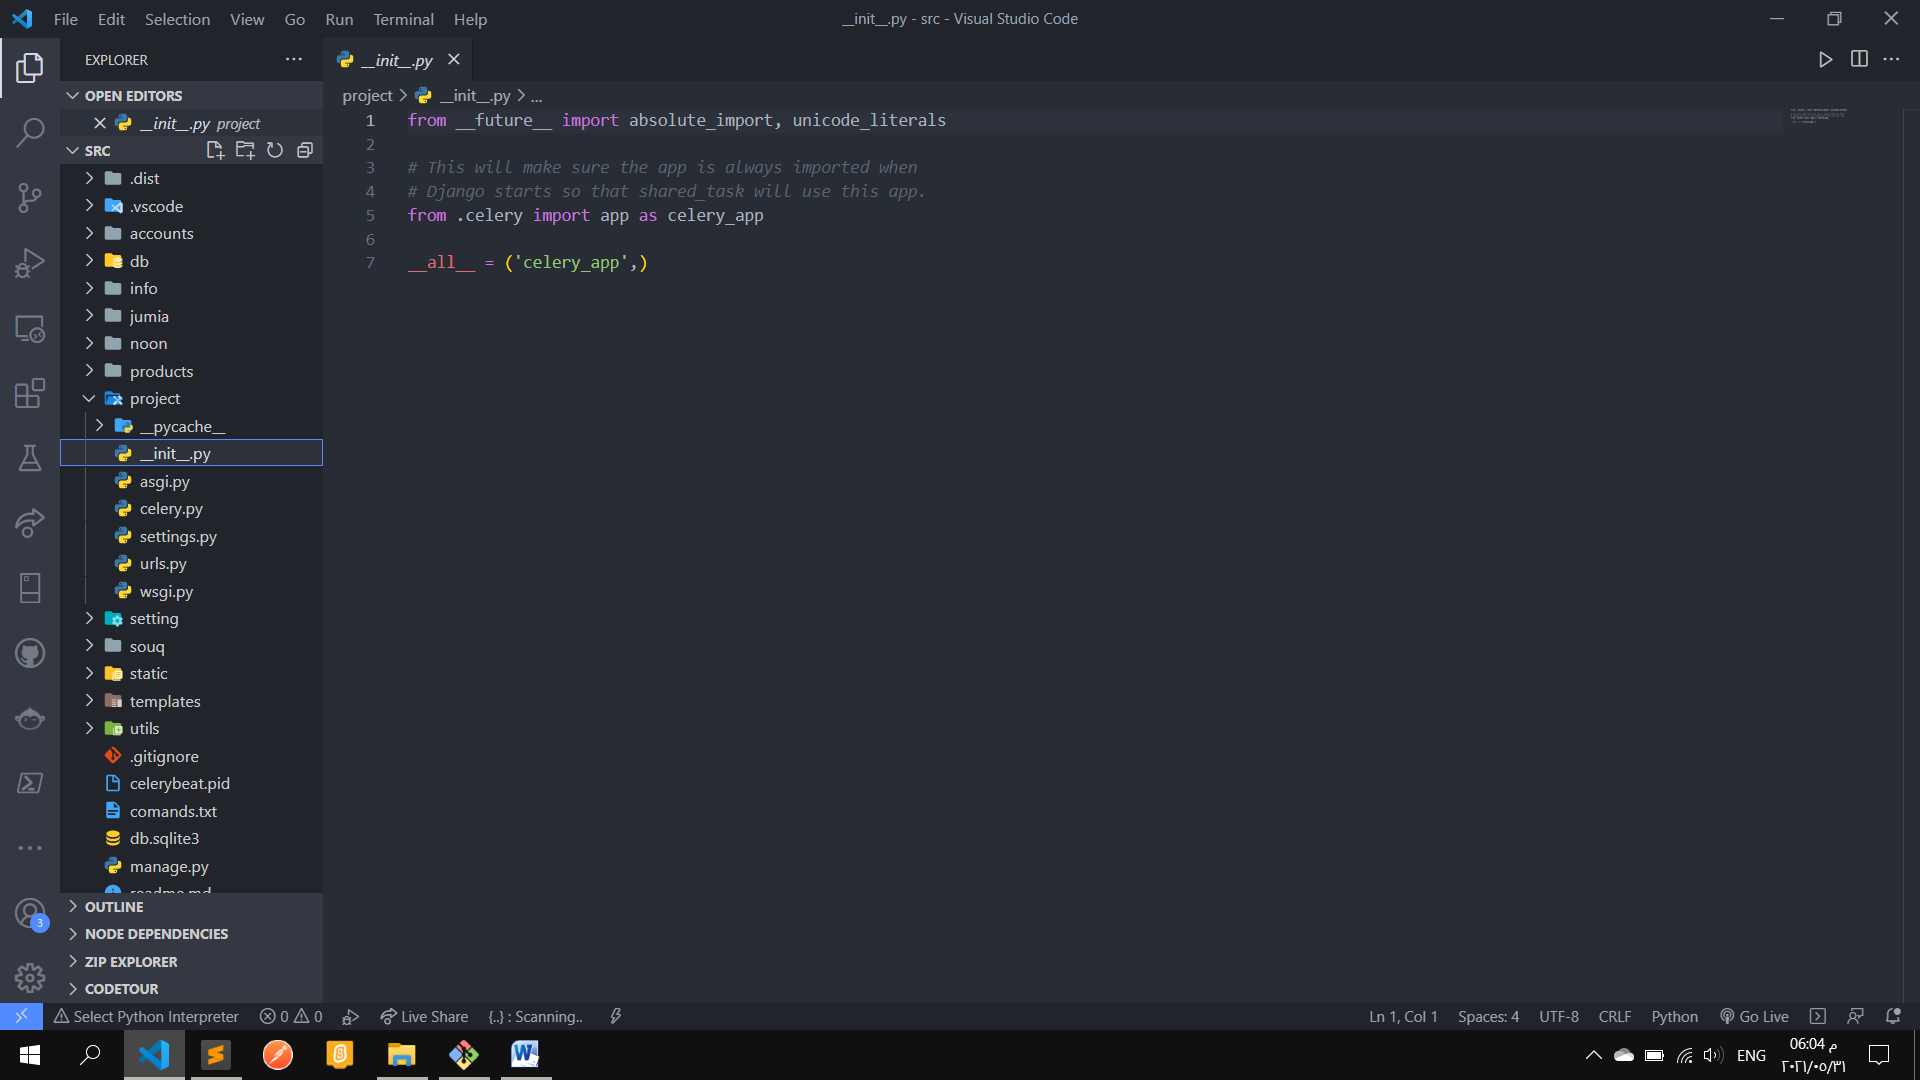 File Edit Selection View Go Run Terminal Help
__init__.py - src - Visual Studio Code
EXPLORER
__init__.py
OPEN EDITORS
project > __init__.py > ...
__init__.py project
SRC
.dist
.vscode
accounts
db
info
jumia
noon
products
project
__pycache__
__init__.py
asgi.py
celery.py
settings.py
urls.py
wsgi.py
setting
souq
static
templates
utils
.gitignore
celerybeat.pid
comands.txt
db.sqlite3
manage.py
readme.md
OUTLINE
NODE DEPENDENCIES
ZIP EXPLORER
CODETOUR
1 from __future__ import absolute_import, unicode_literals
2
3 # This will make sure the app is always imported when
4 # Django starts so that shared_task will use this app.
5 from .celery import app as celery_app
6
7 __all__ = ('celery_app',)
3
Select Python Interpreter 0 0 Live Share {..} : Scanning.. Ln 1, Col 1 Spaces: 4 UTF-8 CRLF Python Go Live
ENG
06:04 م
٢٠٢١/٠٥/٣١